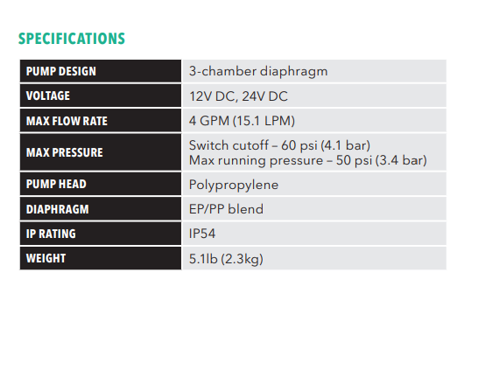 SPECIFICATIONS
PUMP DESIGN 3-chamber diaphragm
VOLTAGE 12V DC, 24V DC
MAX FLOW RATE 4 GPM (15.1 LPM)
MAX PRESSURE Switch cutoff – 60 psi (4.1 bar)
Max running pressure – 50 psi (3.4 bar)
PUMP HEAD Polypropylene
DIAPHRAGM EP/PP blend
IP RATING IP54
WEIGHT 5.1lb (2.3kg)